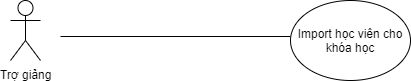 Import học viên cho
khóa học
Trợ giảng